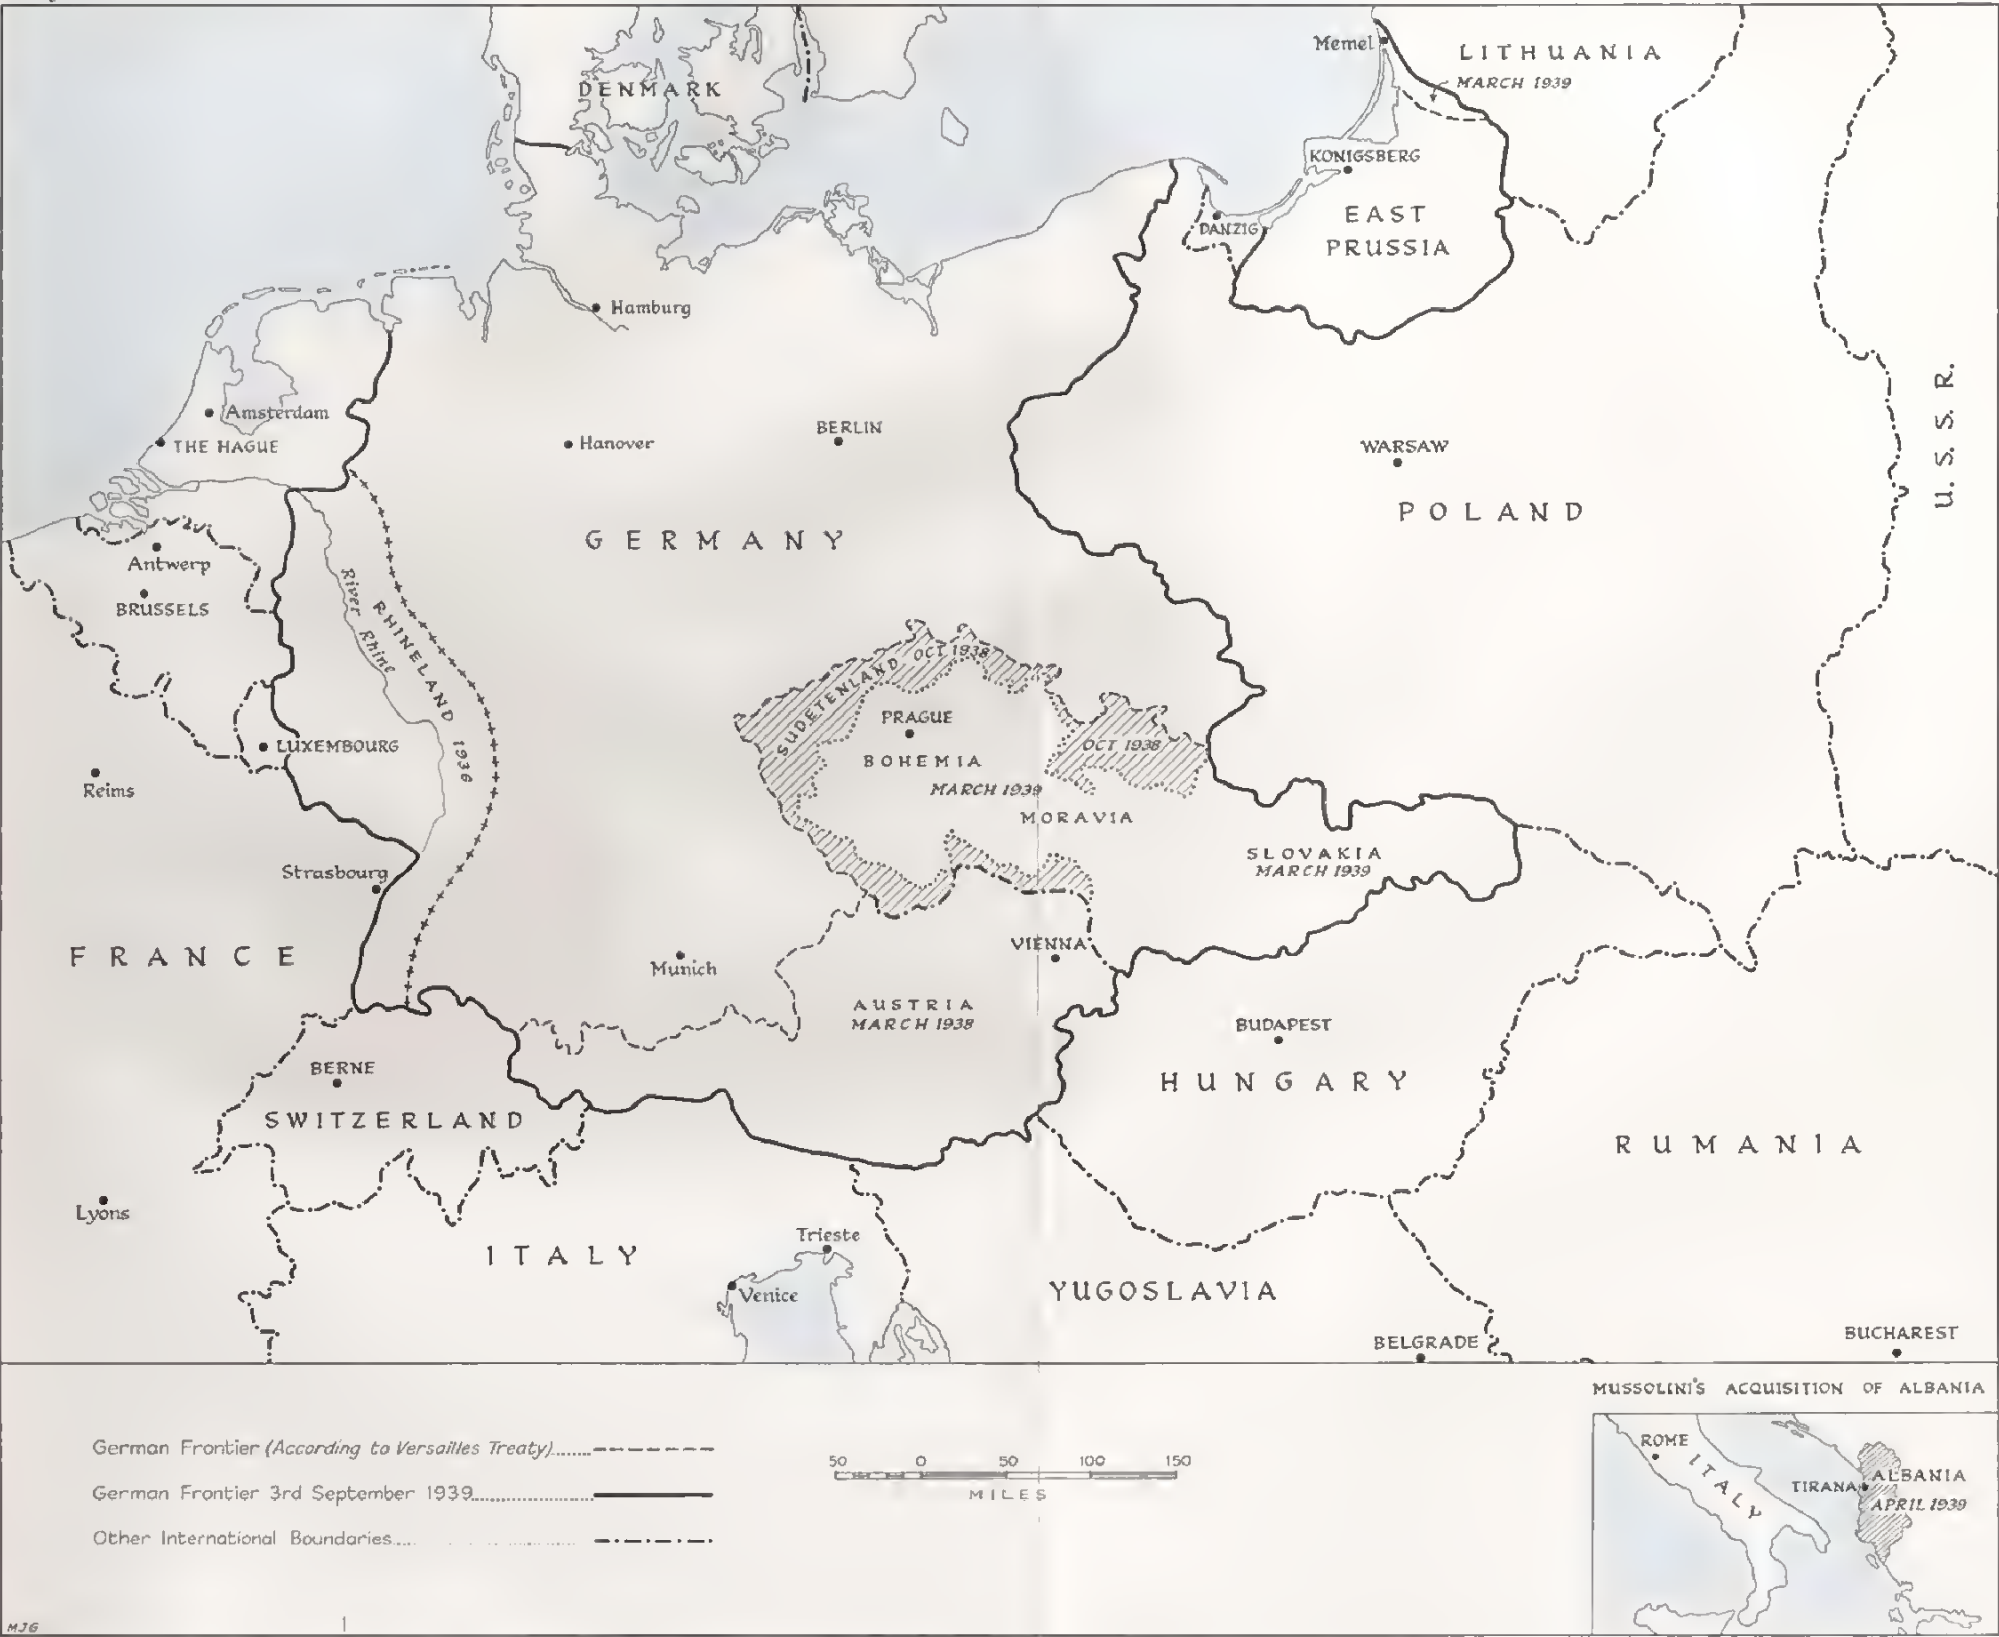 Memel
LITHUANIA
MARCH 1939
DENMARK
KONIGSBERG
EAST
PRUSSIA
DANZIG
Hamburg
Amsterdam
THE HAGUE
Hanover
BERLIN
WARSAW
POLAND
U.S.S.R.
GERMANY
Antwerp
BRUSSELS
River Rhine
RHINELAND 1936
SUDETENLAND OCT 1938
PRAGUE
BOHEMIA
MARCH 1939
MORAVIA
OCT 1938
LUXEMBOURG
Reims
Strasbourg
SLOVAKIA
MARCH 1939
FRANCE
Munich
VIENNA
AUSTRIA
MARCH 1938
BUDAPEST
HUNGARY
BERNE
SWITZERLAND
RUMANIA
Lyons
ITALY
Trieste
Venice
YUGOSLAVIA
BELGRADE
BUCHAREST
German Frontier (According to Versailles Treaty)
German Frontier 3rd September 1939
Other International Boundaries
50 0 50 100 150
MILES
MUSSOLINI'S ACQUISITION OF ALBANIA
ROME
ITALY
TIRANA
ALBANIA
APRIL 1939
MJG